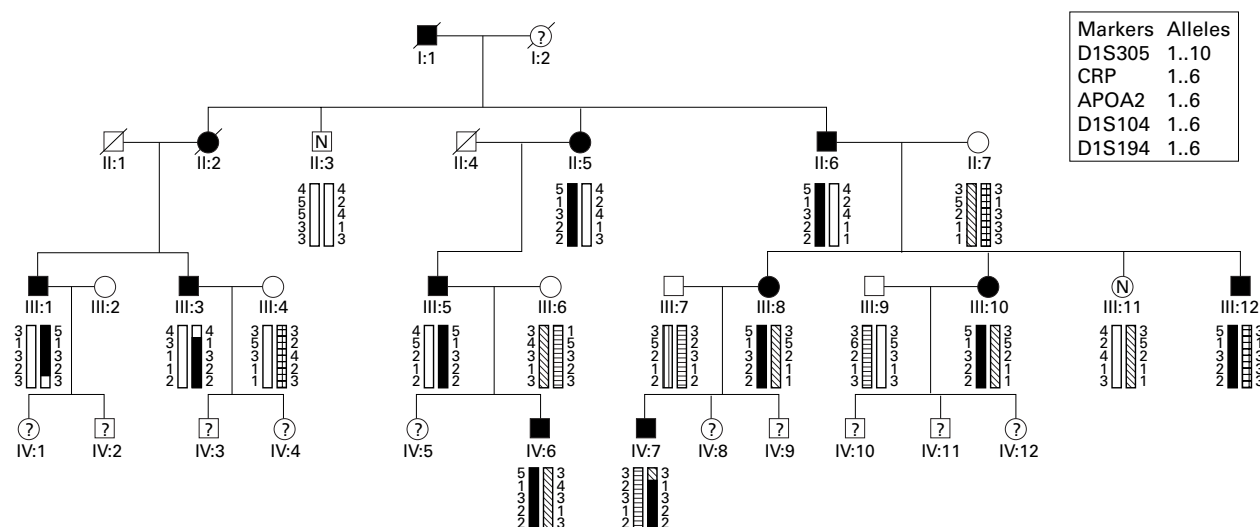 Markers Alleles
D1S305 1..10
CRP 1..6
APOA2 1..6
D1S104 1..6
D1S194 1..6
?
I:1 I:2
N
II:1 II:2 II:3 II:4 II:5 II:6 II:7
4 4 5 4 5 4 3 3
5 2 1 2 1 2 5 1
5 4 3 4 3 4 2 3
3 1 2 1 2 1 1 3
3 3 2 3 2 1 1 3
N
III:1 III:2 III:3 III:4 III:5 III:6 III:7 III:8 III:9 III:10 III:11 III:12
3 5 4 4 3 3 4 5 3 1 3 3 5 3 3 5 5 3 4 3 5 3
1 1 3 1 5 2 5 1 4 5 5 2 1 5 6 3 1 5 2 5 1 1
3 3 1 3 3 4 2 3 3 3 2 3 3 2 2 5 3 2 4 2 3 3
2 2 1 2 1 2 1 2 1 2 1 1 2 1 1 1 2 1 1 1 2 3
3 3 2 2 1 3 2 2 3 2 2 2 2 1 3 3 2 1 3 1 2 3
? ? ? ? ? ? ? ? ? ?
IV:1 IV:2 IV:3 IV:4 IV:5 IV:6 IV:7 IV:8 IV:9 IV:10 IV:11 IV:12
5 3 3 3
1 4 2 1
3 3 3 3
2 1 1 2
2 3 2 2